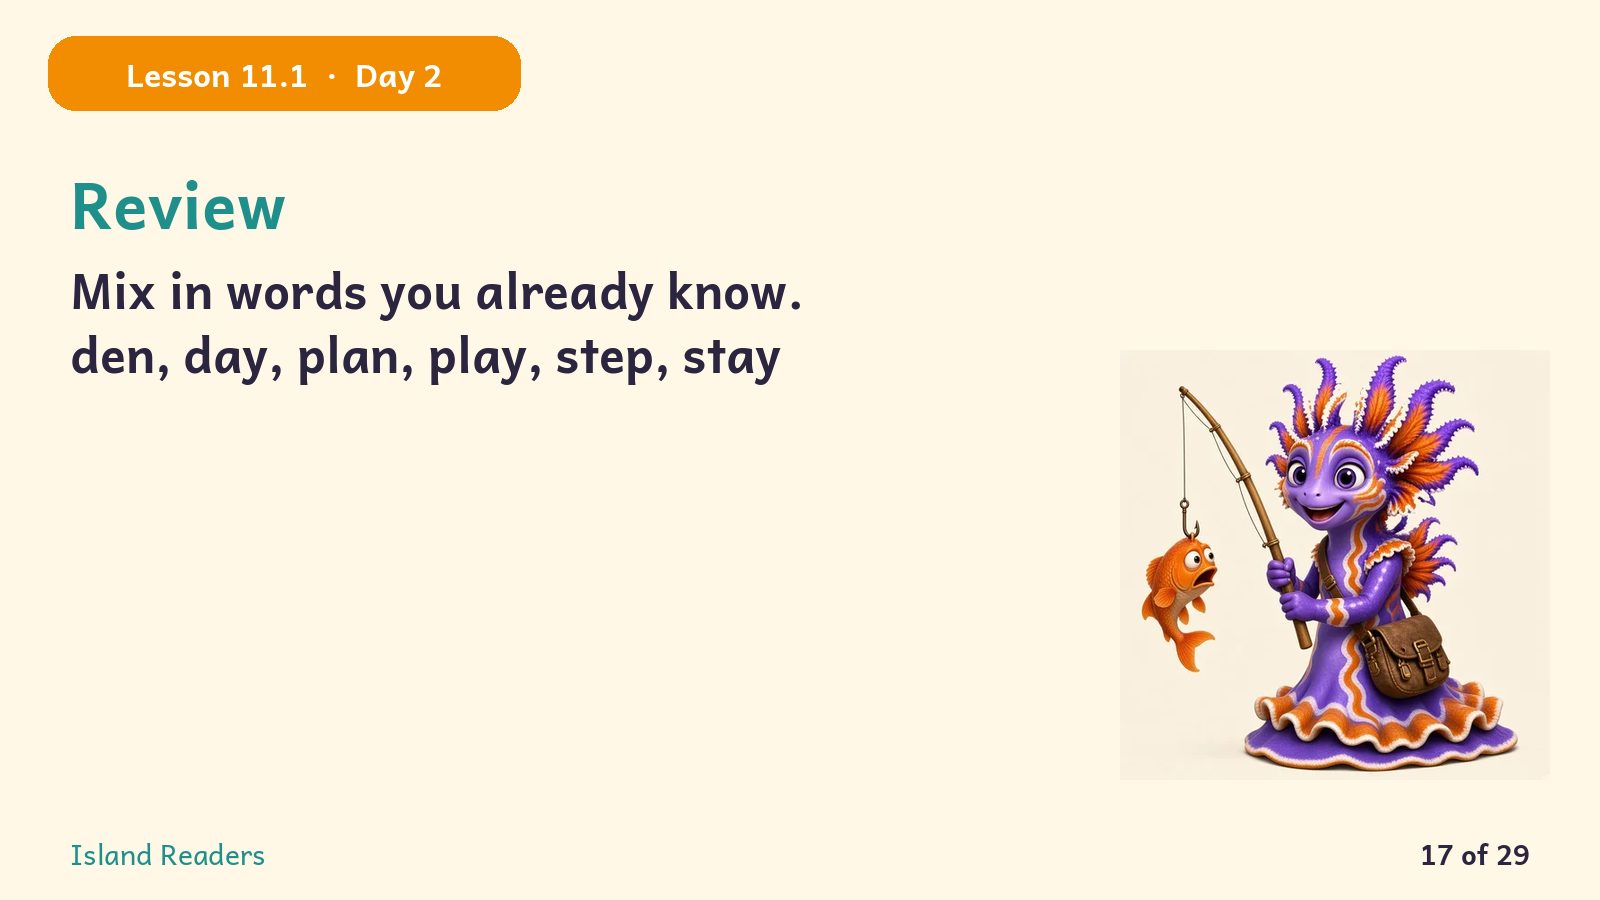 Lesson 11.1 · Day 2
Review
Mix in words you already know.
den, day, plan, play, step, stay
Island Readers
17 of 29